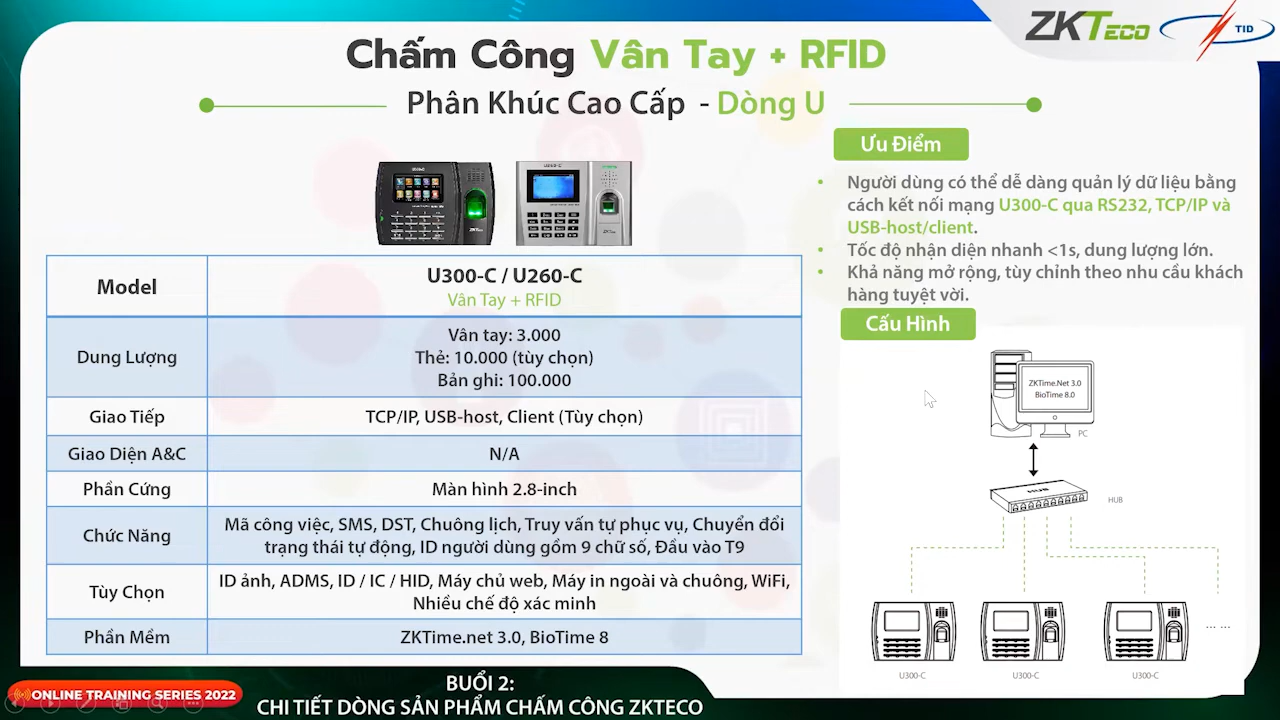 ZKTeco
TID
Chấm Công Vân Tay + RFID
Phân Khúc Cao Cấp - Dòng U
Ưu Điểm
• Người dùng có thể dễ dàng quản lý dữ liệu bằng
cách kết nối mạng U300-C qua RS232, TCP/IP và
USB-host/client.
• Tốc độ nhận diện nhanh <1s, dung lượng lớn.
• Khả năng mở rộng, tùy chỉnh theo nhu cầu khách
hàng tuyệt vời.
Model
U300-C / U260-C
Vân Tay + RFID
Dung Lượng
Vân tay: 3.000
Thẻ: 10.000 (tùy chọn)
Bản ghi: 100.000
Giao Tiếp
TCP/IP, USB-host, Client (Tùy chọn)
Giao Diện A&C
N/A
Phần Cứng
Màn hình 2.8-inch
Chức Năng
Mã công việc, SMS, DST, Chuông lịch, Truy vấn tự phục vụ, Chuyển đổi
trạng thái tự động, ID người dùng gồm 9 chữ số, Đầu vào T9
Tùy Chọn
ID ảnh, ADMS, ID / IC / HID, Máy chủ web, Máy in ngoài và chuông, WiFi,
Nhiều chế độ xác minh
Phần Mềm
ZKTime.net 3.0, BioTime 8
Cấu Hình
ZKTime.Net 3.0
BioTime 8.0
PC
HUB
HUB
... ...
U300-C
U300-C
U300-C
ONLINE TRAINING SERIES 2022
BUỔI 2:
CHI TIẾT DÒNG SẢN PHẨM CHẤM CÔNG ZKTECO